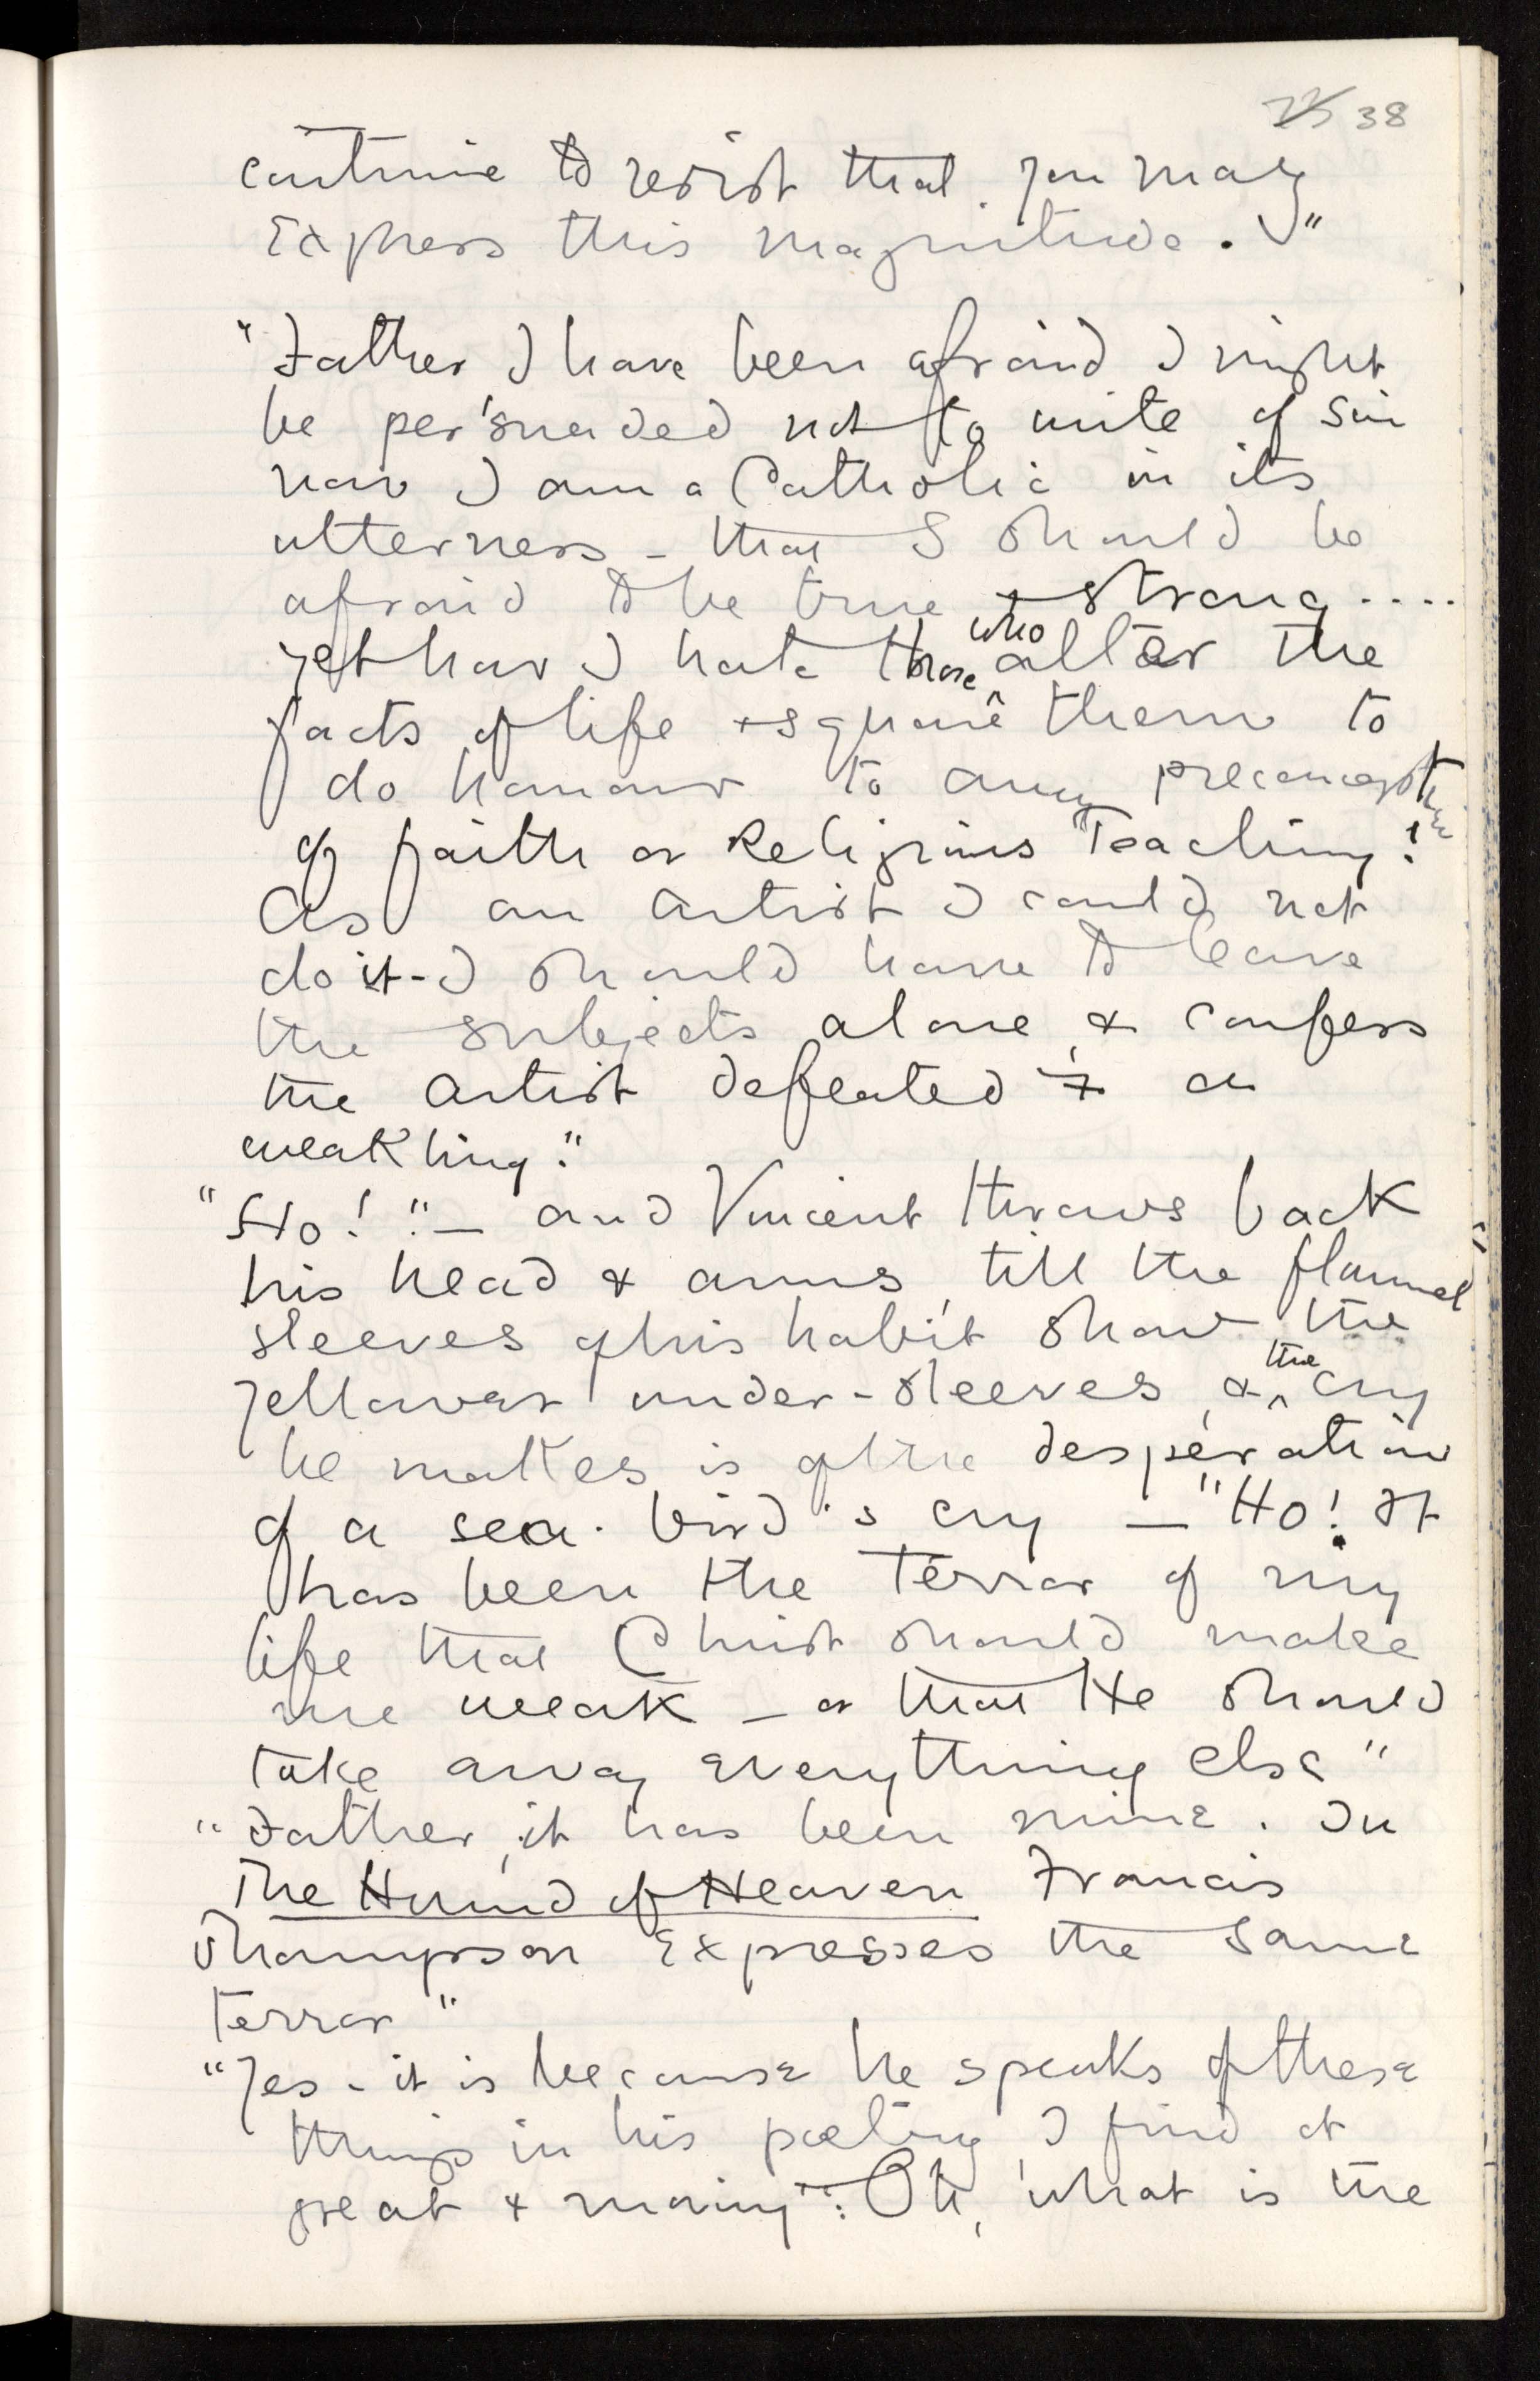 38
continue to resist that you may
express this magnitude."
"Father I have been afraid I might
be persuaded not to write of sin
now I am a Catholic in its
utterness - that I should be
afraid to be true & strong....
yet how I hate those who alter the
facts of life & square them to
do honour to any preconception
of faith or Religious Teaching!
As an artist I could not
do it - I should have to leave
the subjects alone, & confess
the artist defeated & a
weakling."
"Ho!" — and Vincent throws back
his head & arms, till the flannel
sleeves of his habit show the
yellower under-sleeves, & the cry
he makes is of the desperation
of a sea-bird's cry — "Ho! It
has been the terror of my
life that Christ should make
me weak — or that He should
take away everything else"
"Father, it has been mine. In
The Hound of Heaven Francis
Thompson expresses the same
terror"
"Yes - it is because he speaks of these
things in his poetry, I find it
great & moving": Oh, what is the